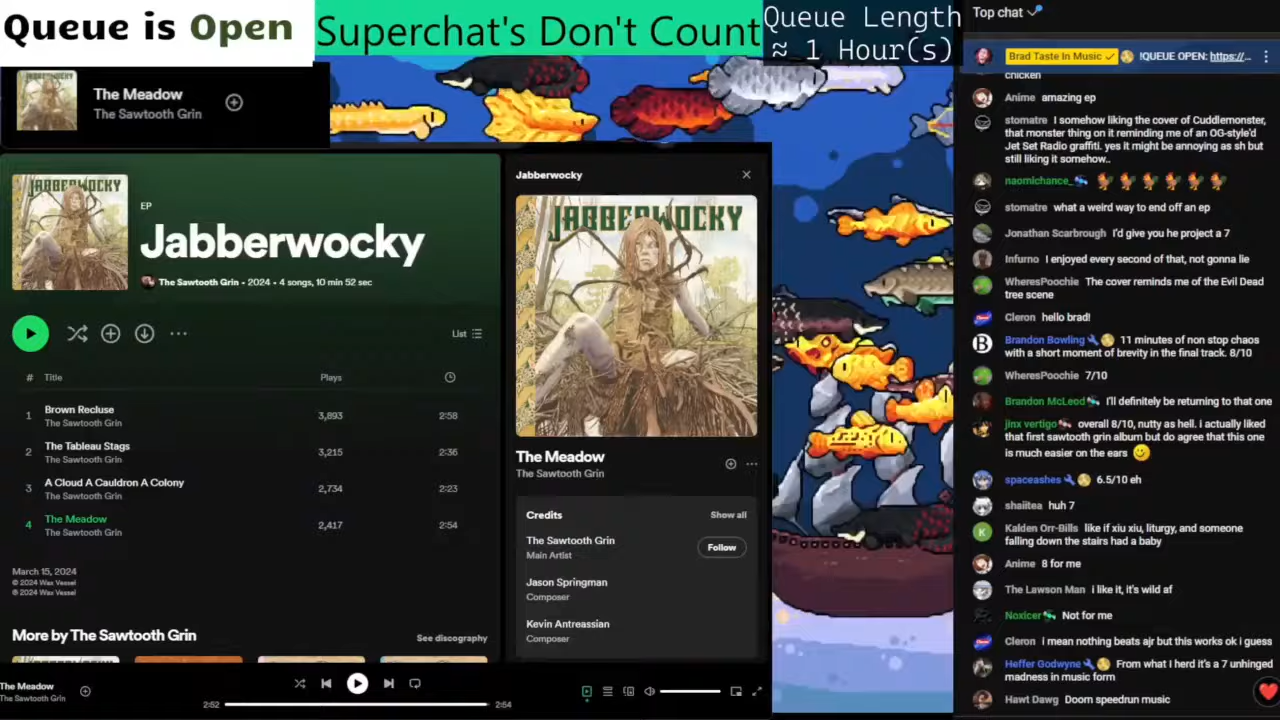 Queue is Open
Superchat's Don't Count
Queue Length
≈ 1 Hour(s)
The Meadow
The Sawtooth Grin
JABBERWOCKY
EP
Jabberwocky
The Sawtooth Grin • 2024 • 4 songs, 10 min 52 sec
List
# Title Plays
1 Brown Recluse 3,893 2:58
The Sawtooth Grin
2 The Tableau Stags 3,215 2:36
The Sawtooth Grin
3 A Cloud A Cauldron A Colony 2,734 2:23
The Sawtooth Grin
4 The Meadow 2,417 2:54
The Sawtooth Grin
March 15, 2024
© 2024 Wax Vessel
℗ 2024 Wax Vessel
More by The Sawtooth Grin See discography
The Meadow
The Sawtooth Grin
2:52 2:54
Jabberwocky
JABBERWOCKY
The Meadow
The Sawtooth Grin
Credits Show all
The Sawtooth Grin
Main Artist
Follow
Jason Springman
Composer
Kevin Antreassian
Composer
Top chat
Brad Taste In Music !QUEUE OPEN: https://...
chicken
Anime amazing ep
stomatre I somehow liking the cover of Cuddlemonster,
that monster thing on it reminding me of an OG-style'd
Jet Set Radio graffiti. yes it might be annoying as sh but
still liking it somehow..
naomichance_
stomatre what a weird way to end off an ep
Jonathan Scarbrough I'd give you he project a 7
Infurno I enjoyed every second of that, not gonna lie
WheresPoochie The cover reminds me of the Evil Dead
tree scene
Cleron hello brad!
Brandon Bowling 11 minutes of non stop chaos
with a short moment of brevity in the final track. 8/10
WheresPoochie 7/10
Brandon McLeod I'll definitely be returning to that one
jinx vertigo overall 8/10, nutty as hell. i actually liked
that first sawtooth grin album but do agree that this one
is much easier on the ears
spaceashes 6.5/10 eh
shaiitea huh 7
Kalden Orr-Bills like if xiu xiu, liturgy, and someone
falling down the stairs had a baby
Anime 8 for me
The Lawson Man i like it, it's wild af
Noxicer Not for me
Cleron i mean nothing beats ajr but this works ok i guess
Heffer Godwyne From what I herd it's a 7 unhinged
madness in music form
Hawt Dawg Doom speedrun music